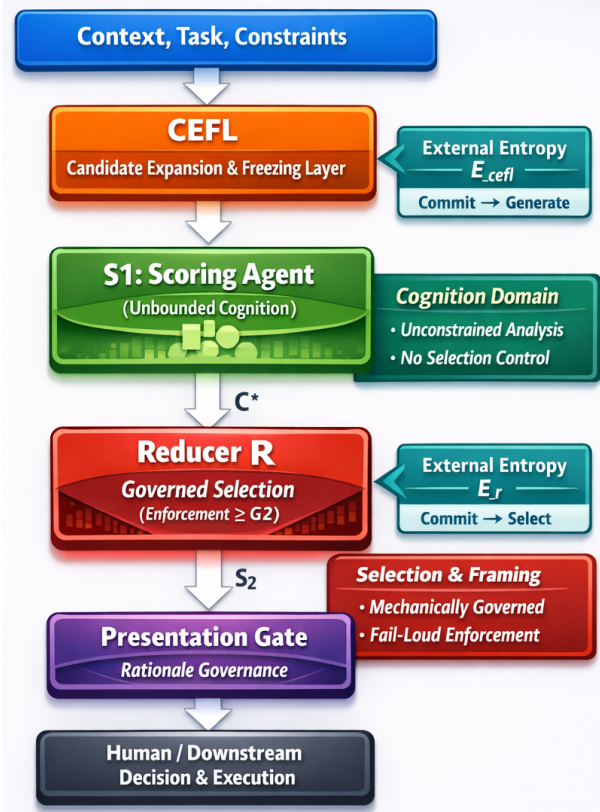 Context, Task, Constraints
CEFL
Candidate Expansion & Freezing Layer
External Entropy
E_cefl
Commit → Generate
S1: Scoring Agent
(Unbounded Cognition)
Cognition Domain
• Unconstrained Analysis
• No Selection Control
C*
Reducer R
Governed Selection
(Enforcement ≥ G2)
External Entropy
E_r
Commit → Select
S₂
Selection & Framing
• Mechanically Governed
• Fail-Loud Enforcement
Presentation Gate
Rationale Governance
Human / Downstream
Decision & Execution